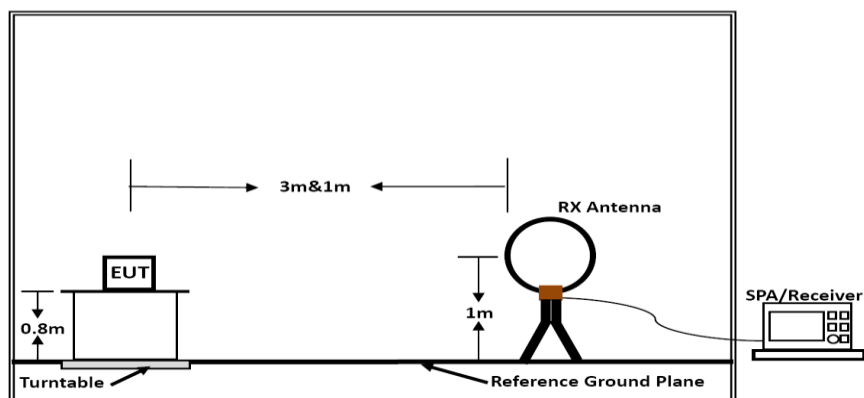 3m&1m
RX Antenna
EUT
SPA/Receiver
0.8m
1m
Turntable
Reference Ground Plane